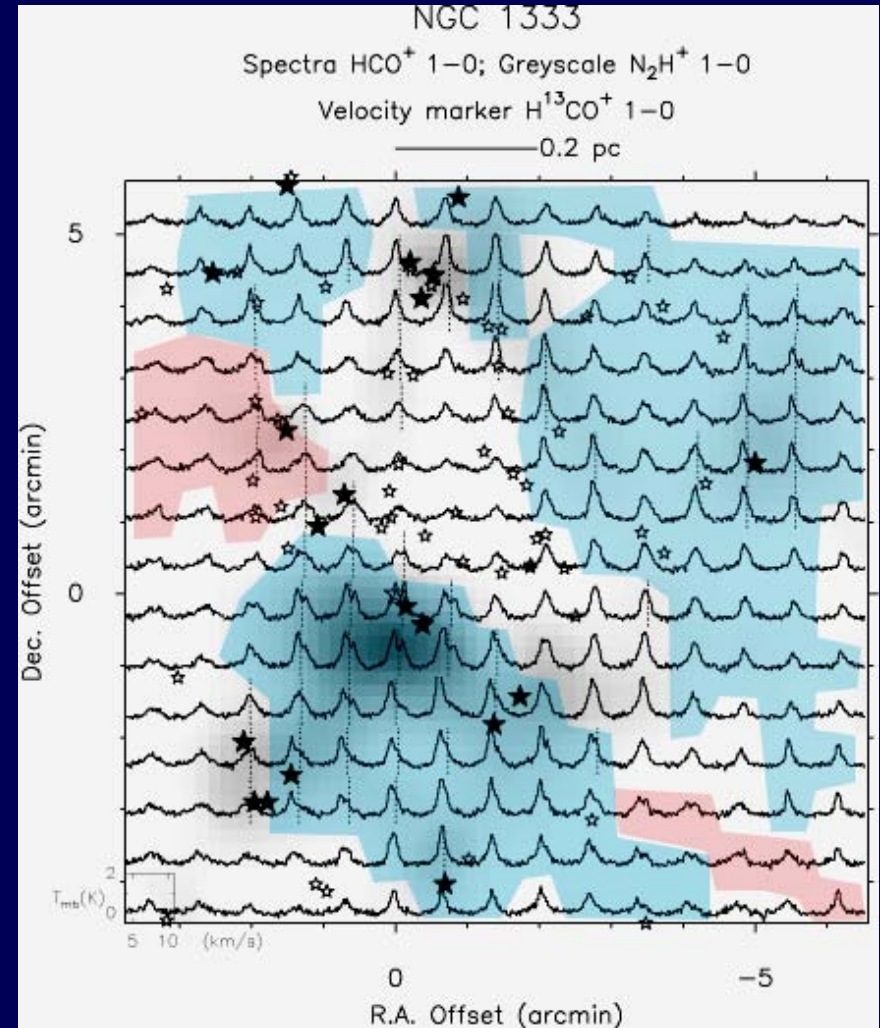 NGC 1333
Spectra HCO⁺ 1−0; Greyscale N₂H⁺ 1−0
Velocity marker H¹³CO⁺ 1−0
0.2 pc
5
0
Dec. Offset (arcmin)
2
T_mb(K)
0
5 10 (km/s)
0 −5
R.A. Offset (arcmin)